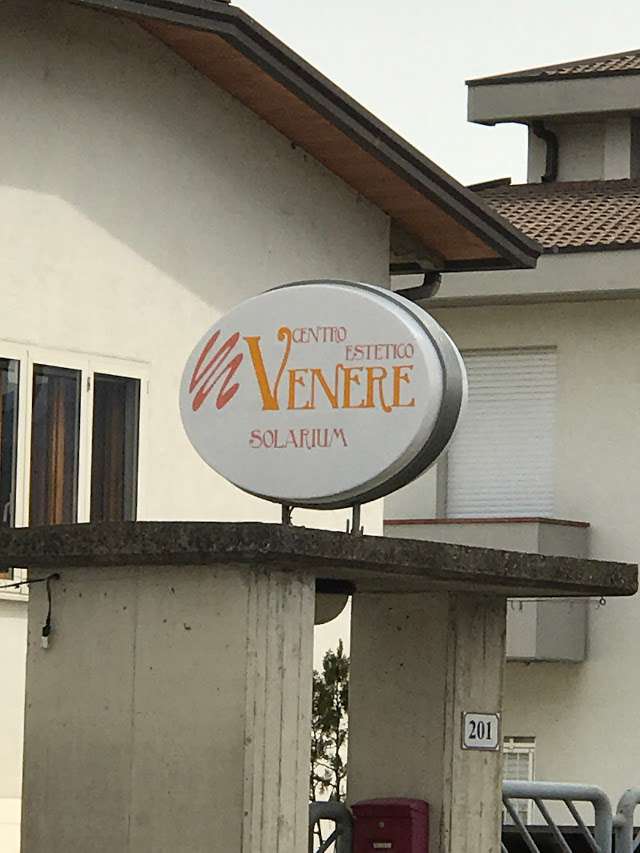 CENTRO
ESTETICO
VENERE
SOLARIUM
201